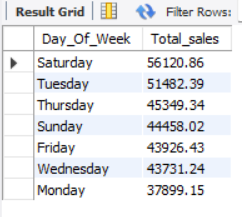 Result Grid Filter Rows:
Day_Of_Week Total_sales
Saturday 56120.86
Tuesday 51482.39
Thursday 45349.34
Sunday 44458.02
Friday 43926.43
Wednesday 43731.24
Monday 37899.15